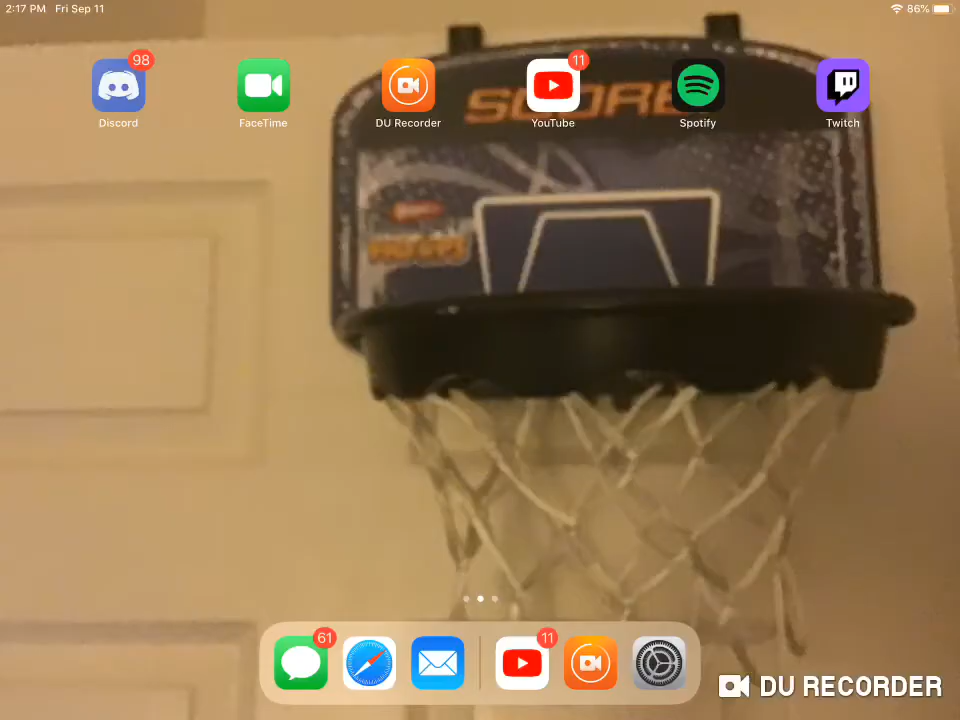 2:17 PM Fri Sep 11
86%
98
11
Discord
FaceTime
DU Recorder
YouTube
Spotify
Twitch
SCORE
61
11
DU RECORDER